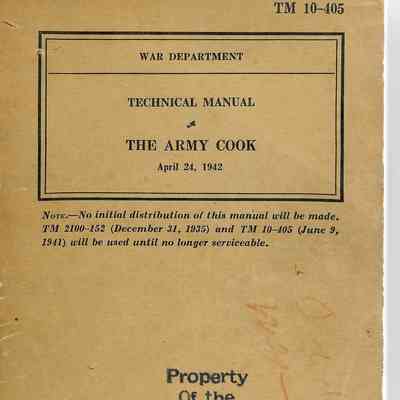 TM 10–405
WAR DEPARTMENT
TECHNICAL MANUAL
THE ARMY COOK
April 24, 1942
NOTE.—No initial distribution of this manual will be made.
TM 2100–152 (December 31, 1935) and TM 10–405 (June 9,
1941) will be used until no longer serviceable.
Property
Of the